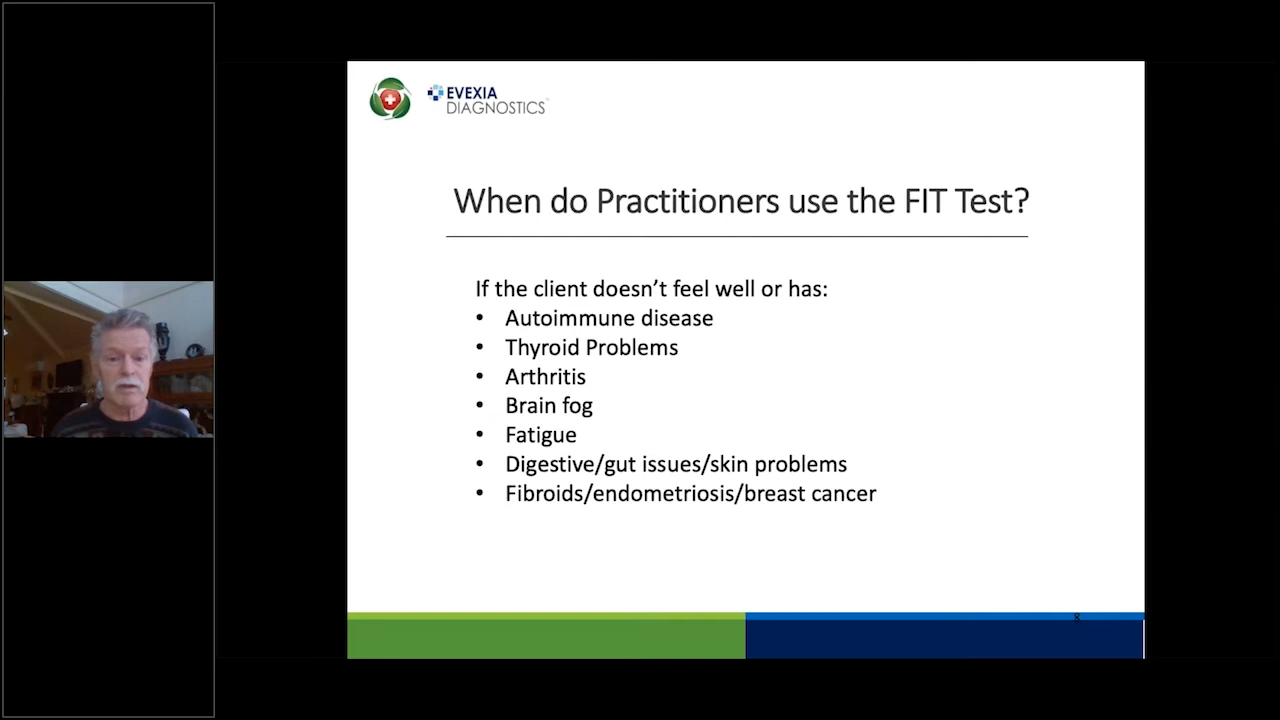 EVEXIA
DIAGNOSTICS
When do Practitioners use the FIT Test?
If the client doesn’t feel well or has:
• Autoimmune disease
• Thyroid Problems
• Arthritis
• Brain fog
• Fatigue
• Digestive/gut issues/skin problems
• Fibroids/endometriosis/breast cancer
8